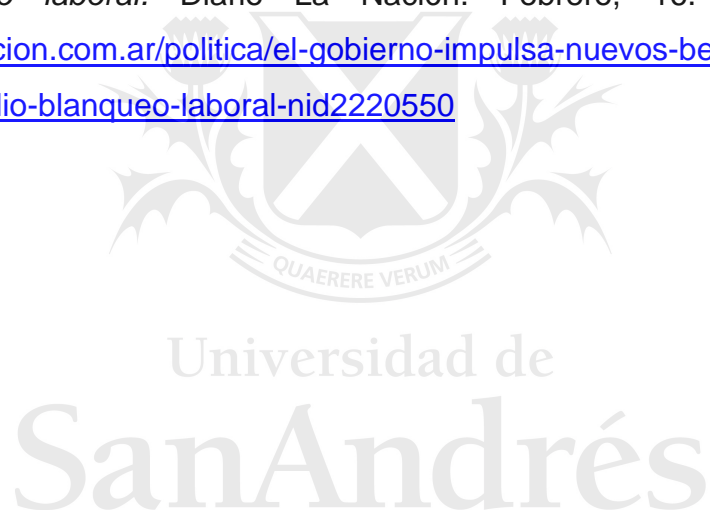 laboral. Diario La Nación. Febrero, 16.
cion.com.ar/politica/el-gobierno-impulsa-nuevos-be
lio-blanqueo-laboral-nid2220550
QUAERERE VERUM
Universidad de
SanAndrés